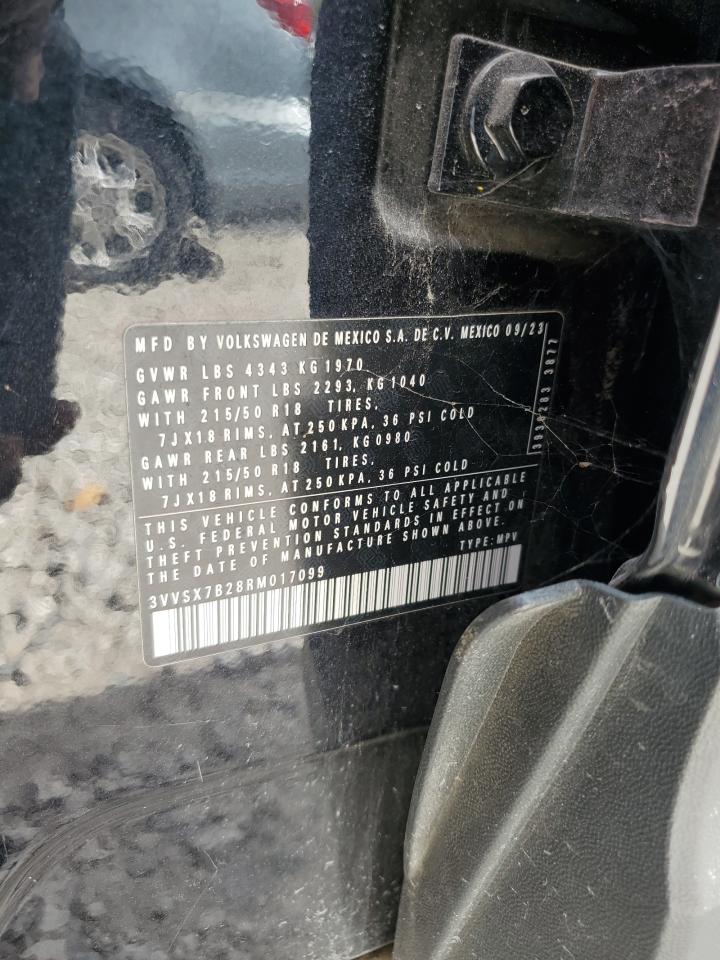 MFD BY VOLKSWAGEN DE MEXICO S.A. DE C.V. MEXICO 09/23
GVWR LBS 4343 KG 1970
GAWR FRONT LBS 2293, KG 1040
WITH 215/50 R18 TIRES,
7JX18 RIMS, AT 250 KPA, 36 PSI COLD
GAWR REAR LBS 2161, KG 0980
WITH 215/50 R18 TIRES,
7JX18 RIMS, AT 250 KPA, 36 PSI COLD
THIS VEHICLE CONFORMS TO ALL APPLICABLE
U.S. FEDERAL MOTOR VEHICLE SAFETY AND
THEFT PREVENTION STANDARDS IN EFFECT ON
THE DATE OF MANUFACTURE SHOWN ABOVE.
TYPE: MPV
3VVSX7B28RM017099
3877